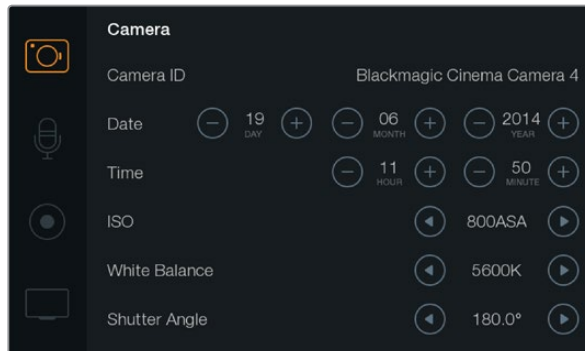 Camera
Camera ID Blackmagic Cinema Camera 4
Date 19 DAY 06 MONTH 2014 YEAR
Time 11 HOUR 50 MINUTE
ISO 800ASA
White Balance 5600K
Shutter Angle 180.0°